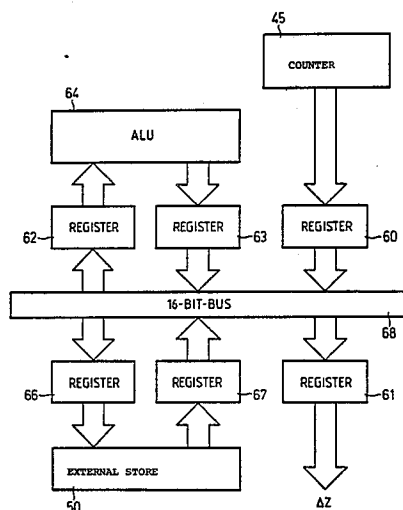 45
COUNTER
64
ALU
REGISTER
REGISTER
REGISTER
62
63
60
16-BIT-BUS
68
REGISTER
REGISTER
REGISTER
66
67
61
EXTERNAL STORE
50
ΔZ